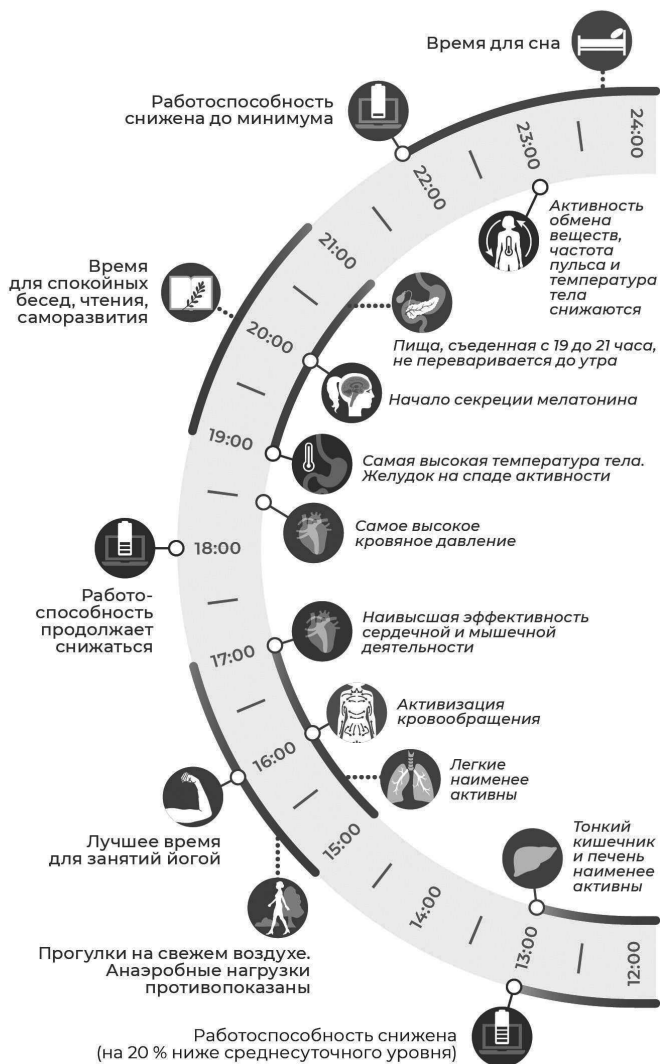 Время для сна
Работоспособность
снижена до минимума
24:00
23:00
22:00
Активность
обмена
веществ,
частота
пульса и
температура
тела
снижаются
21:00
Время
для спокойных
бесед, чтения,
саморазвития
20:00
Пища, съеденная с 19 до 21 часа,
не переваривается до утра
Начало секреции мелатонина
19:00
Самая высокая температура тела.
Желудок на спаде активности
Самое высокое
кровяное давление
18:00
Работо-
способность
продолжает
снижаться
Наивысшая эффективность
сердечной и мышечной
деятельности
17:00
Активизация
кровообращения
16:00
Легкие
наименее
активны
Лучшее время
для занятий йогой
15:00
Тонкий
кишечник
и печень
наименее
активны
14:00
Прогулки на свежем воздухе.
Анаэробные нагрузки
противопоказаны
13:00
12:00
Работоспособность снижена
(на 20 % ниже среднесуточного уровня)